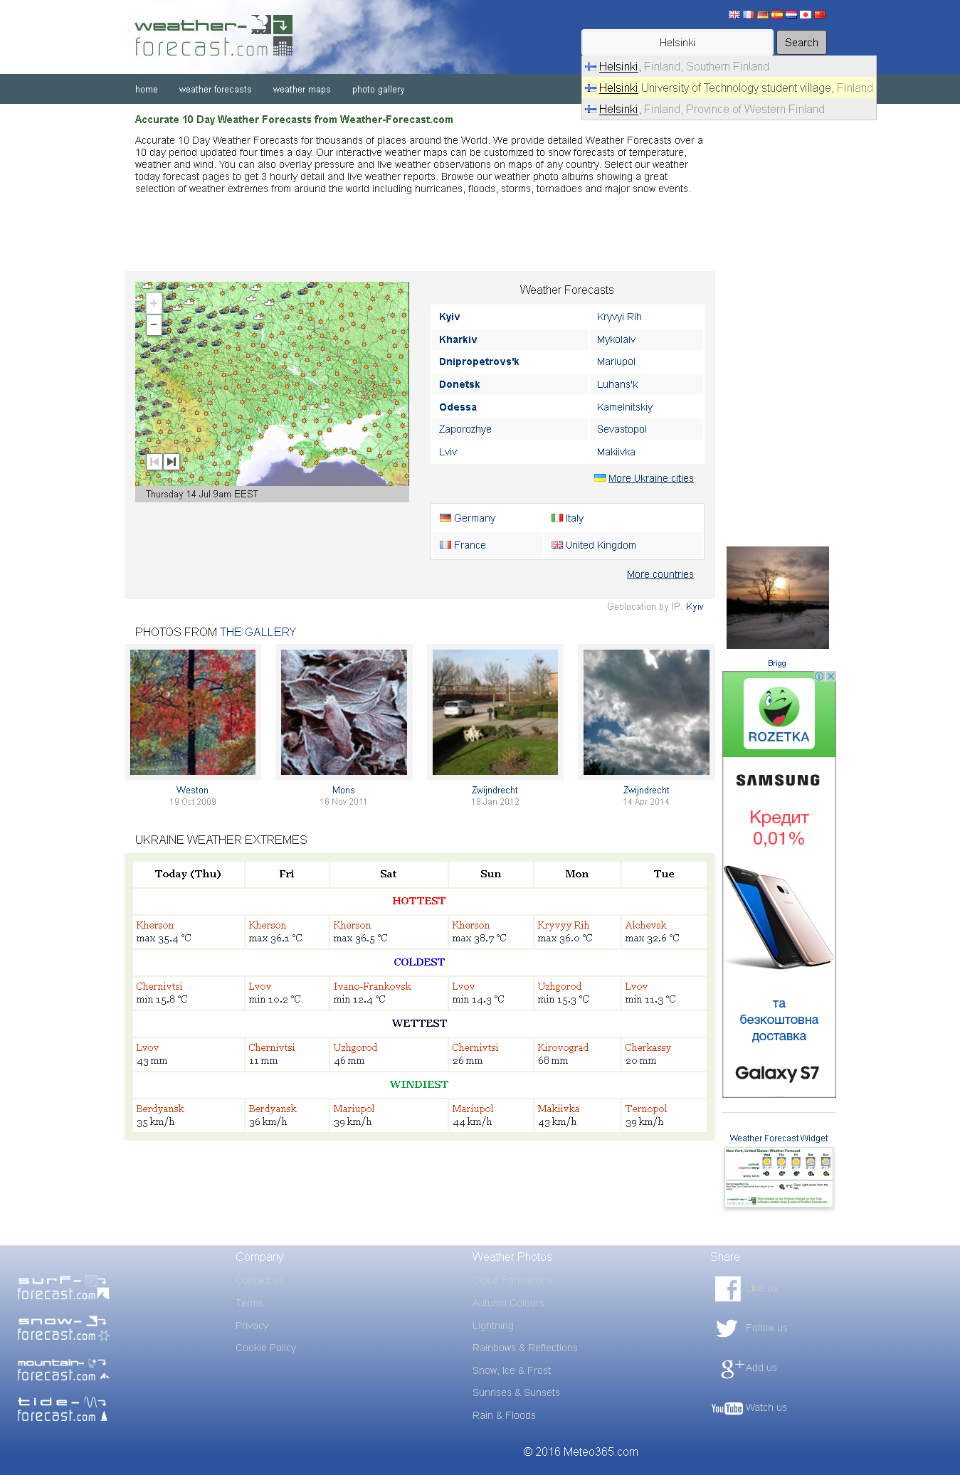 weather-
forecast.com
Helsinki
Search
Helsinki, Finland, Southern Finland
Helsinki University of Technology student village, Finland
Helsinki, Finland, Province of Western Finland
home
weather forecasts
weather maps
photo gallery
Accurate 10 Day Weather Forecasts from Weather-Forecast.com
Accurate 10 Day Weather Forecasts for thousands of places around the World. We provide detailed Weather Forecasts over a
10 day period updated four times a day. Our interactive weather maps can be customized to show forecasts of temperature,
weather and wind. You can also overlay pressure and live weather observations on maps of any country. Select our weather
today forecast pages to get 3 hourly detail and live weather reports. Browse our weather photo albums showing a great
selection of weather extremes from around the world including hurricanes, floods, storms, tornadoes and major snow events.
+
−
Thursday 14 Jul 9am EEST
Weather Forecasts
Kyiv Kryvyi Rih
Kharkiv Mykolaiv
Dnipropetrovs'k Mariupol
Donetsk Luhans'k
Odessa Kamelnitskiy
Zaporozhye Sevastopol
Lviv Makiivka
More Ukraine cities
Germany Italy
France United Kingdom
More countries
Geolocation by IP: Kyiv
PHOTOS FROM THE GALLERY
Weston
19 Oct 2009
Mons
16 Nov 2011
Zwijndrecht
18 Jan 2012
Zwijndrecht
14 Apr 2014
Brigg
ROZETKA
SAMSUNG
Кредит
0,01%
та
безкоштовна
доставка
Galaxy S7
UKRAINE WEATHER EXTREMES
Today (Thu) Fri Sat Sun Mon Tue
HOTTEST
Kherson Kherson Kherson Kherson Kryvyy Rih Alchevsk
max 35.4 °C max 36.1 °C max 36.5 °C max 38.7 °C max 36.0 °C max 32.6 °C
COLDEST
Chernivtsi Lvov Ivano-Frankovsk Lvov Uzhgorod Lvov
min 15.8 °C min 10.2 °C min 12.4 °C min 14.3 °C min 15.3 °C min 11.3 °C
WETTEST
Lvov Chernivtsi Uzhgorod Chernivtsi Kirovograd Cherkassy
43 mm 11 mm 46 mm 26 mm 68 mm 20 mm
WINDIEST
Berdyansk Berdyansk Mariupol Mariupol Makiivka Ternopol
35 km/h 36 km/h 39 km/h 44 km/h 43 km/h 39 km/h
Weather Forecast Widget
New York, United States: Weather Forecast
surf-
forecast.com
snow-
forecast.com
mountain-
forecast.com
tide-
forecast.com
Company
Contact us
Terms
Privacy
Cookie Policy
Weather Photos
Cloud Formations
Autumn Colours
Lightning
Rainbows & Reflections
Snow, Ice & Frost
Sunrises & Sunsets
Rain & Floods
Share
Like us
Follow us
Add us
YouTube Watch us
© 2016 Meteo365.com